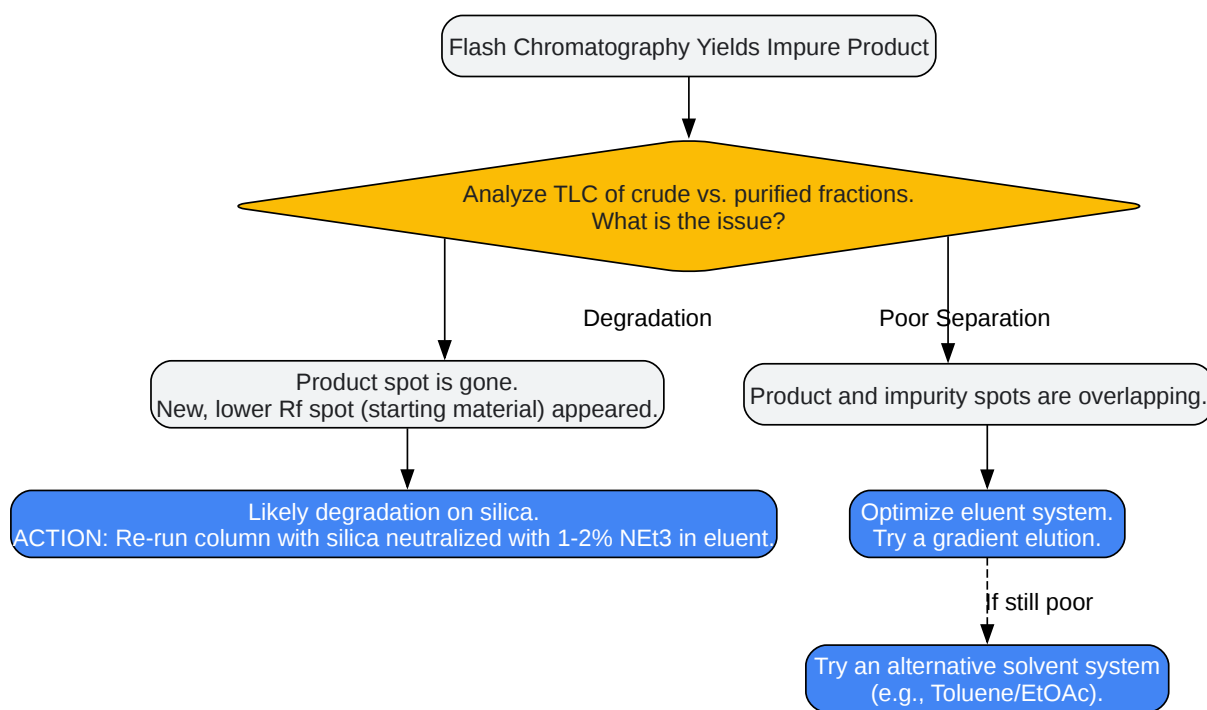 Flash Chromatography Yields Impure Product
Analyze TLC of crude vs. purified fractions.
What is the issue?
Degradation
Poor Separation
Product spot is gone.
New, lower Rf spot (starting material) appeared.
Product and impurity spots are overlapping.
Likely degradation on silica.
ACTION: Re-run column with silica neutralized with 1-2% NEt3 in eluent.
Optimize eluent system.
Try a gradient elution.
If still poor
Try an alternative solvent system
(e.g., Toluene/EtOAc).